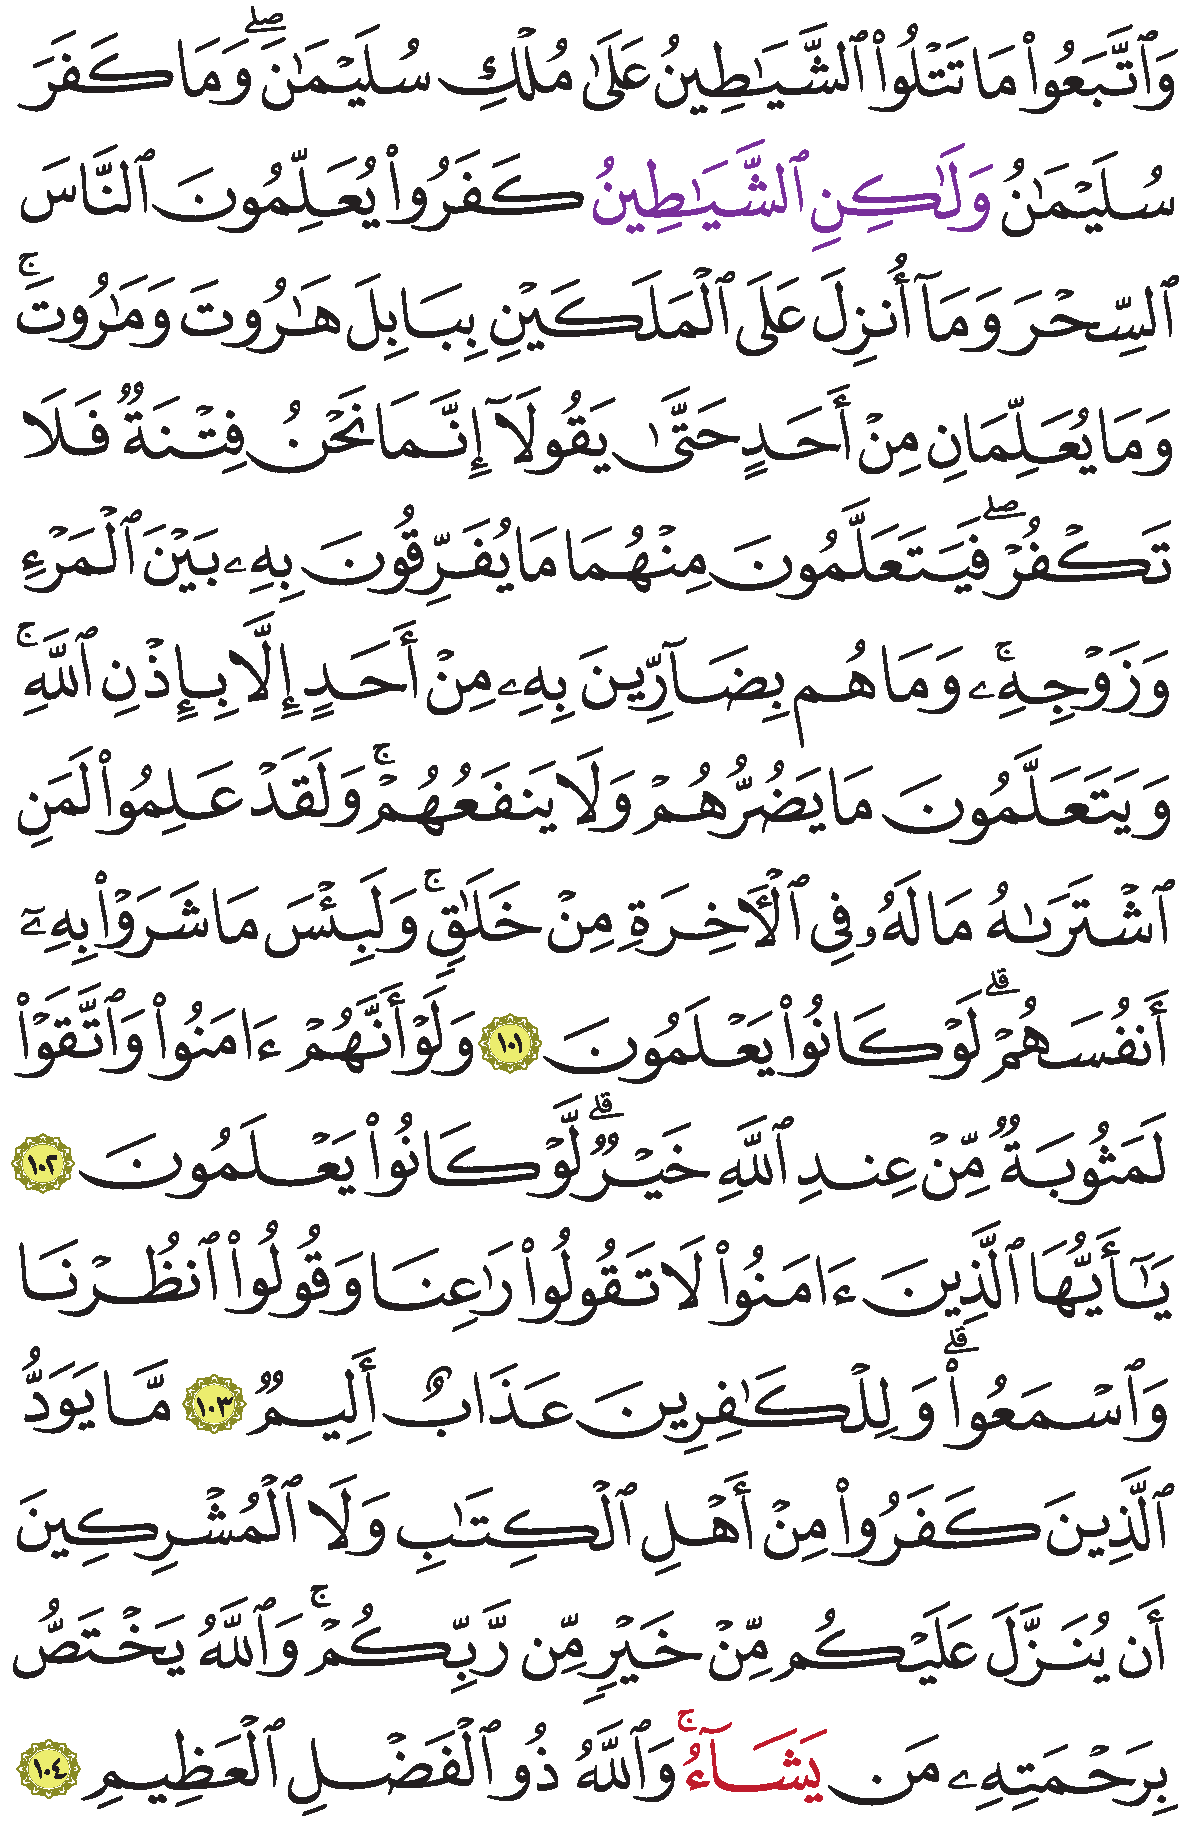 وَٱتَّبَعُواْ مَا تَتْلُواْ ٱلشَّيَٰطِينُ عَلَىٰ مُلْكِ سُلَيْمَٰنَۖ وَمَا كَفَرَ
سُلَيْمَٰنُ وَلَٰكِنِ ٱلشَّيَٰطِينُ كَفَرُواْ يُعَلِّمُونَ ٱلنَّاسَ
ٱلسِّحْرَ وَمَآ أُنزِلَ عَلَى ٱلْمَلَكَيْنِ بِبَابِلَ هَٰرُوتَ وَمَٰرُوتَۚ
وَمَا يُعَلِّمَانِ مِنْ أَحَدٍ حَتَّىٰ يَقُولَآ إِنَّمَا نَحْنُ فِتْنَةٌ فَلَا
تَكْفُرْۖ فَيَتَعَلَّمُونَ مِنْهُمَا مَا يُفَرِّقُونَ بِهِۦ بَيْنَ ٱلْمَرْءِ
وَزَوْجِهِۦۚ وَمَا هُم بِضَآرِّينَ بِهِۦ مِنْ أَحَدٍ إِلَّا بِإِذْنِ ٱللَّهِۚ
وَيَتَعَلَّمُونَ مَا يَضُرُّهُمْ وَلَا يَنفَعُهُمْۚ وَلَقَدْ عَلِمُواْ لَمَنِ
ٱشْتَرَىٰهُ مَا لَهُۥ فِى ٱلْأَخِرَةِ مِنْ خَلَٰقٍۚ وَلَبِئْسَ مَا شَرَوْاْ بِهِۦٓ
أَنفُسَهُمْۗ لَوْ كَانُواْ يَعْلَمُونَ ١٠١ وَلَوْ أَنَّهُمْ ءَامَنُواْ وَٱتَّقَوْاْ
لَمَثُوبَةٌ مِّنْ عِندِ ٱللَّهِ خَيْرٌۗ لَّوْ كَانُواْ يَعْلَمُونَ ١٠٢
يَٰٓأَيُّهَا ٱلَّذِينَ ءَامَنُواْ لَا تَقُولُواْ رَٰعِنَا وَقُولُواْ ٱنظُرْنَا
وَٱسْمَعُواْۗ وَلِلْكَٰفِرِينَ عَذَابٌ أَلِيمٌ ١٠٣ مَّا يَوَدُّ
ٱلَّذِينَ كَفَرُواْ مِنْ أَهْلِ ٱلْكِتَٰبِ وَلَا ٱلْمُشْرِكِينَ
أَن يُنَزَّلَ عَلَيْكُم مِّنْ خَيْرٍ مِّن رَّبِّكُمْۚ وَٱللَّهُ يَخْتَصُّ
بِرَحْمَتِهِۦ مَن يَشَآءُۚ وَٱللَّهُ ذُو ٱلْفَضْلِ ٱلْعَظِيمِ ١٠٤